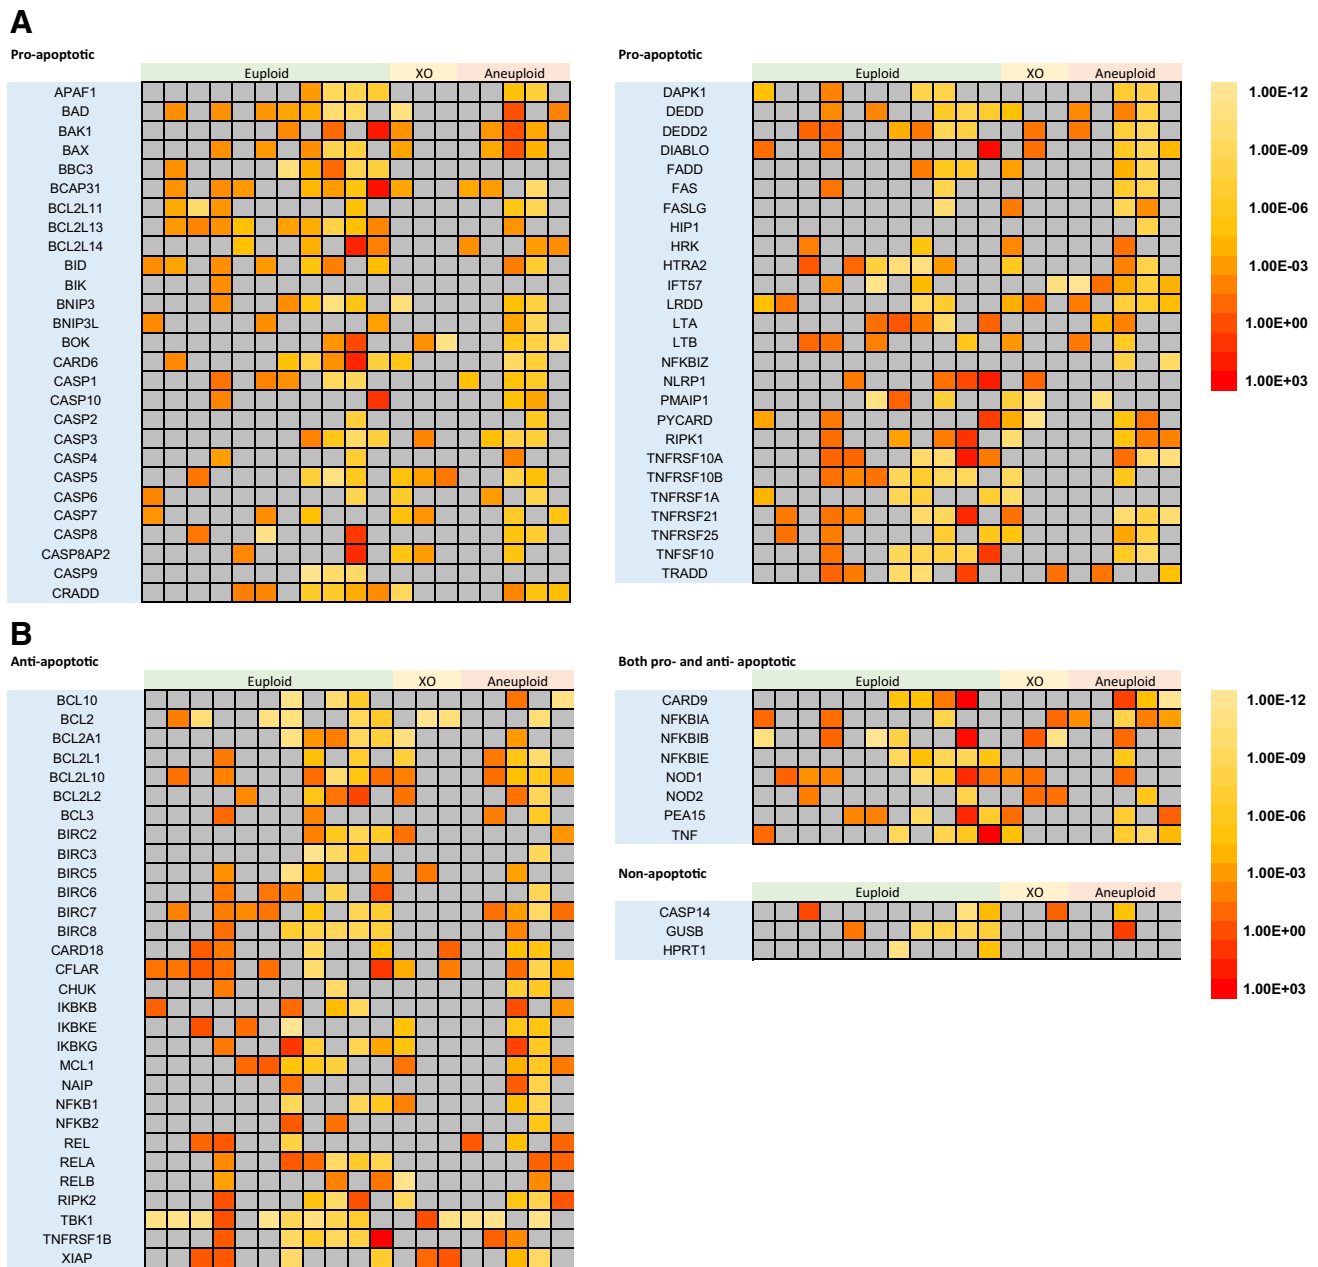 A
Pro-apoptotic
Euploid XO Aneuploid
APAF1
BAD
BAK1
BAX
BBC3
BCAP31
BCL2L11
BCL2L13
BCL2L14
BID
BIK
BNIP3
BNIP3L
BOK
CARD6
CASP1
CASP10
CASP2
CASP3
CASP4
CASP5
CASP6
CASP7
CASP8
CASP8AP2
CASP9
CRADD
Pro-apoptotic
Euploid XO Aneuploid
DAPK1
DEDD
DEDD2
DIABLO
FADD
FAS
FASLG
HIP1
HRK
HTRA2
IFT57
LRDD
LTA
LTB
NFKBIZ
NLRP1
PMAIP1
PYCARD
RIPK1
TNFRSF10A
TNFRSF10B
TNFRSF1A
TNFRSF21
TNFRSF25
TNFSF10
TRADD
1.00E-12
1.00E-09
1.00E-06
1.00E-03
1.00E+00
1.00E+03
B
Anti-apoptotic
Euploid XO Aneuploid
BCL10
BCL2
BCL2A1
BCL2L1
BCL2L10
BCL2L2
BCL3
BIRC2
BIRC3
BIRC5
BIRC6
BIRC7
BIRC8
CARD18
CFLAR
CHUK
IKBKB
IKBKE
IKBKG
MCL1
NAIP
NFKB1
NFKB2
REL
RELA
RELB
RIPK2
TBK1
TNFRSF1B
XIAP
Both pro- and anti- apoptotic
Euploid XO Aneuploid
CARD9
NFKBIA
NFKBIB
NFKBIE
NOD1
NOD2
PEA15
TNF
Non-apoptotic
Euploid XO Aneuploid
CASP14
GUSB
HPRT1
1.00E-12
1.00E-09
1.00E-06
1.00E-03
1.00E+00
1.00E+03